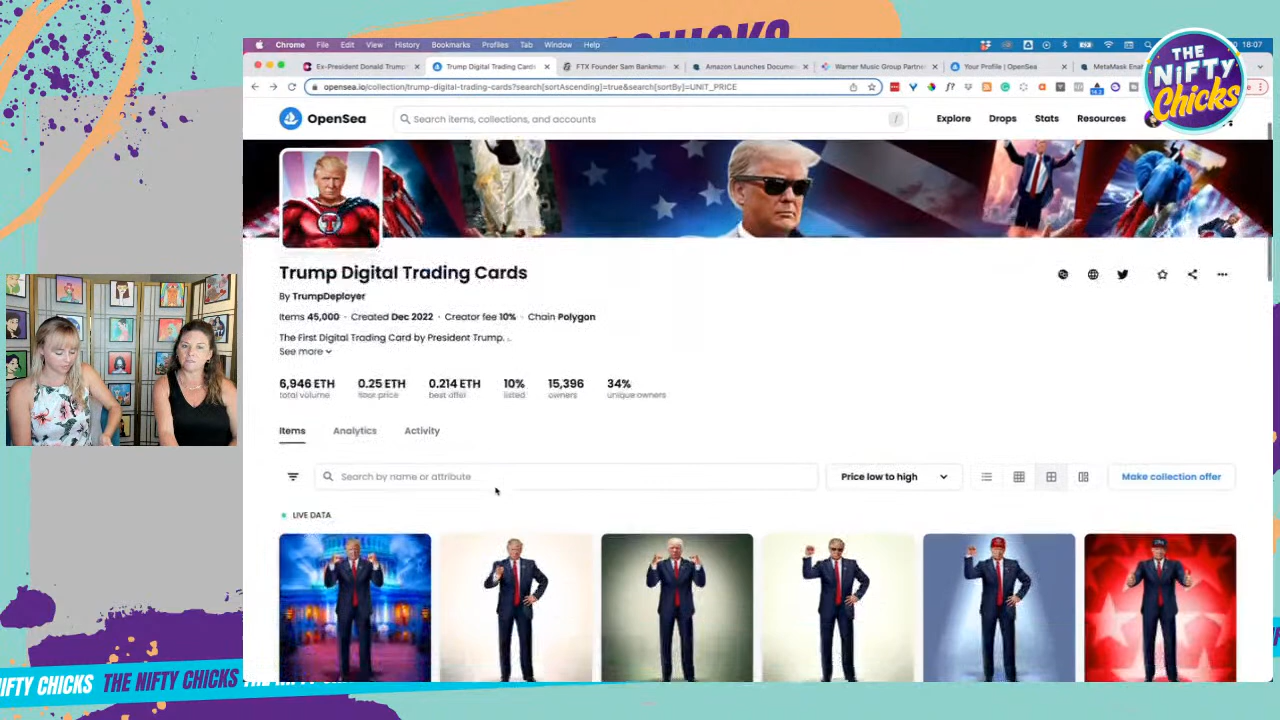 CHICKS
THE
NiFTY
Chicks
Chrome File Edit View History Bookmarks Profiles Tab Window Help
18:07
Ex-President Donald Trump
Trump Digital Trading Cards
FTX Founder Sam Bankman
Amazon Launches Docume
Warner Music Group Partner
Your Profile | OpenSea
MetaMask Enab
opensea.io/collection/trump-digital-trading-cards?search[sortAscending]=true&search[sortBy]=UNIT_PRICE
OpenSea
Search items, collections, and accounts
/
Explore Drops Stats Resources
T
Trump Digital Trading Cards
By TrumpDeployer
Items 45,000 · Created Dec 2022 · Creator fee 10% · Chain Polygon
The First Digital Trading Card by President Trump. ..
See more
6,946 ETH 0.25 ETH 0.214 ETH 10% 15,396 34%
total volume floor price best offer listed owners unique owners
Items Analytics Activity
Search by name or attribute
Price low to high
Make collection offer
LIVE DATA
NIFTY CHICKS THE NIFTY CHICKS